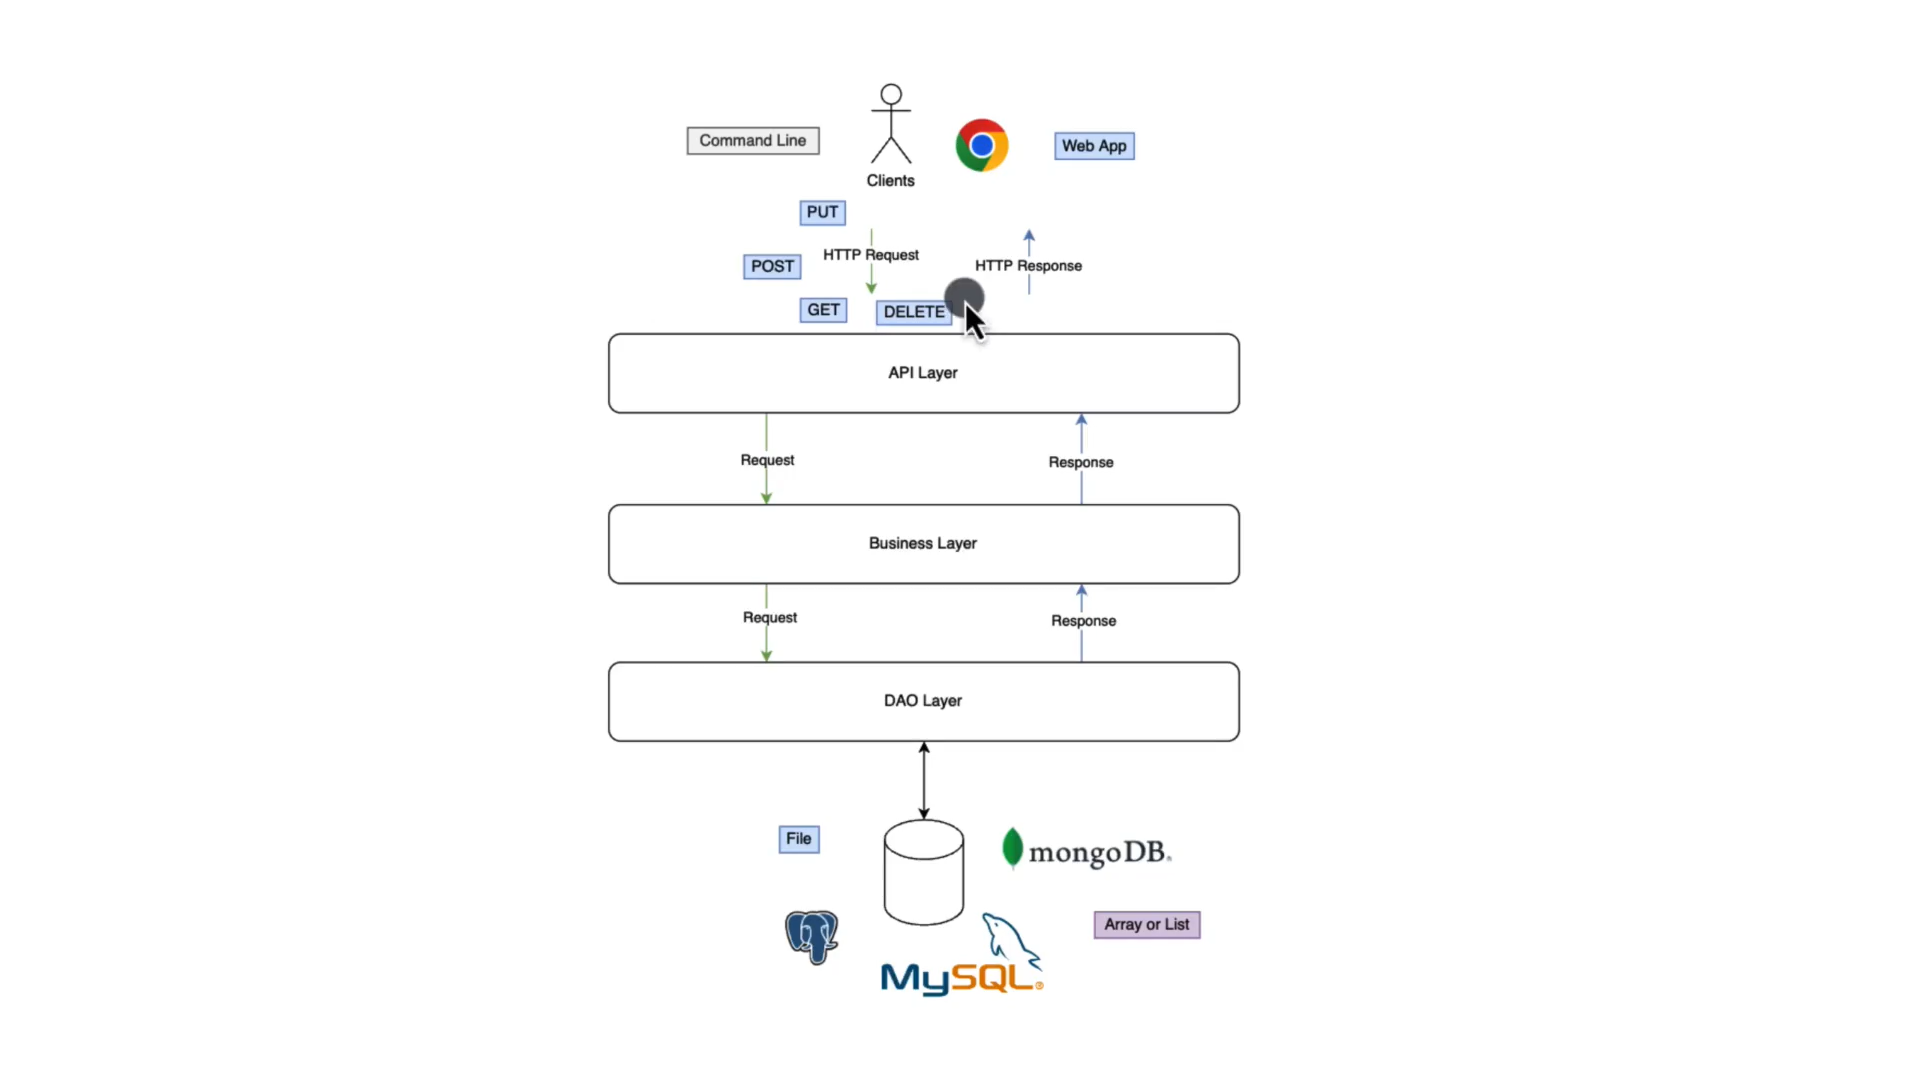 Command Line
Web App
Clients
PUT
HTTP Request
POST
HTTP Response
GET
DELETE
API Layer
Request
Response
Business Layer
Request
Response
DAO Layer
File
mongoDB®
Array or List
MySQL®